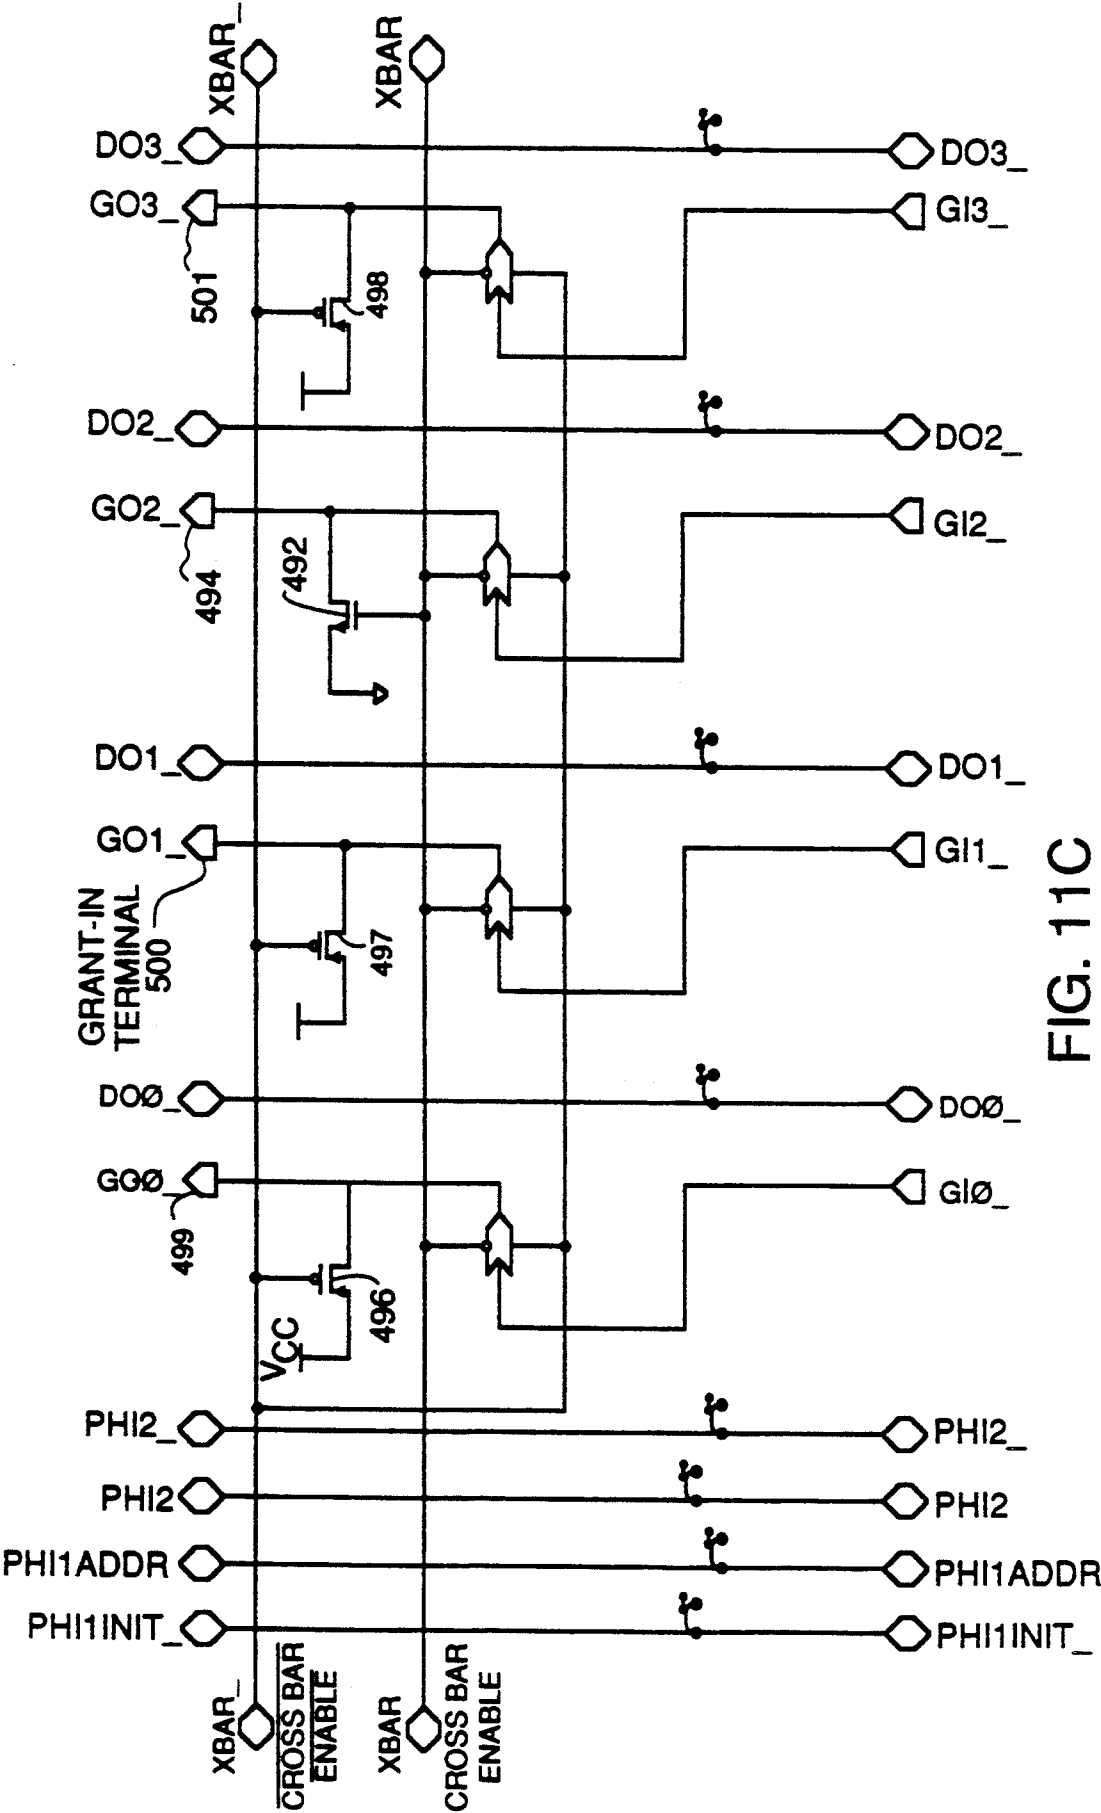 XBAR_
XBAR
DO3_
DO3_
GO3_
GI3_
501
498
DO2_
DO2_
GO2_
GI2_
494
492
DO1_
DO1_
GO1_
GI1_
GRANT-IN
TERMINAL
500
497
DOØ_
DOØ_
GOØ_
GIØ_
499
496
VCC
PHI2_
PHI2_
PHI2
PHI2
PHI1ADDR
PHI1ADDR
PHI1INIT_
PHI1INIT_
XBAR_
CROSS BAR
ENABLE
XBAR
CROSS BAR
ENABLE
FIG. 11C